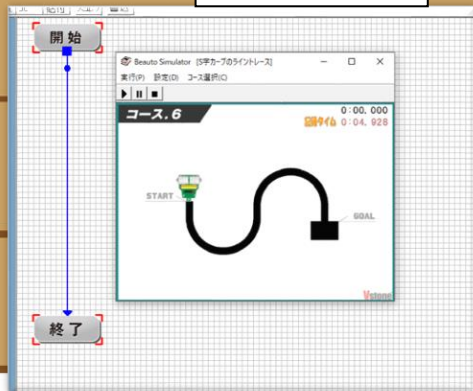 開始
Beauto Simulator [S字カーブのライントレース]
実行(P) 設定(O) コース選択(C)
コース.6
0:00.000
目標タイム 0:04.928
START
GOAL
Vstone
終了